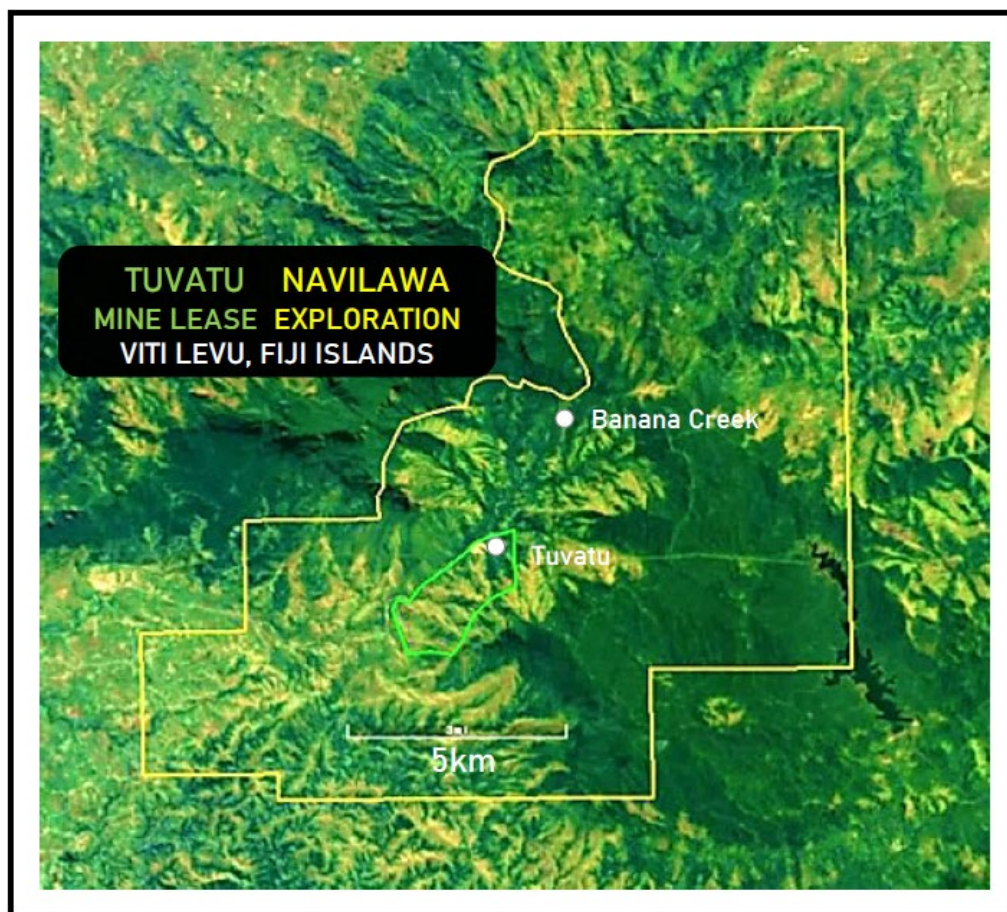 TUVATU NAVILAWA
MINE LEASE EXPLORATION
VITI LEVU, FIJI ISLANDS
Banana Creek
Tuvatu
5km